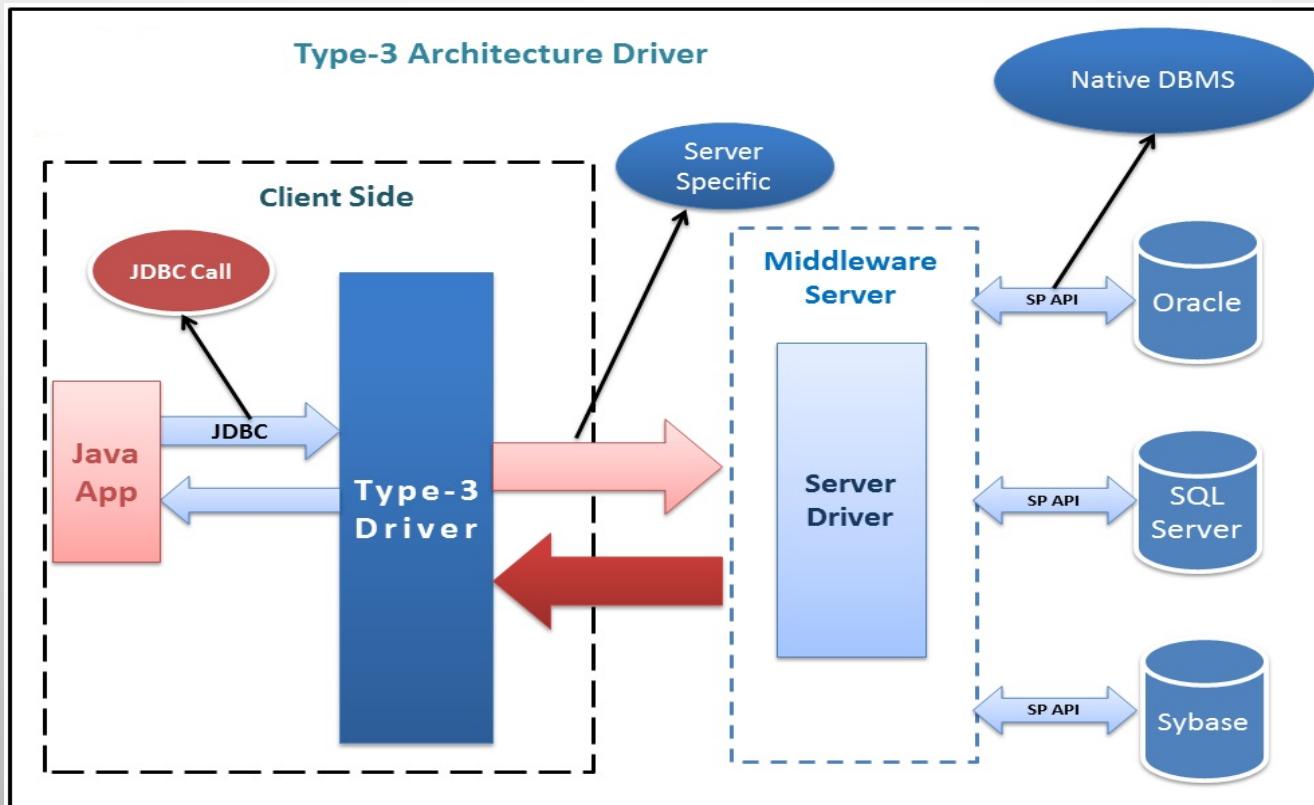 Type-3 Architecture Driver
Native DBMS
Server
Specific
Client Side
JDBC Call
Middleware
Server
SP API
Oracle
Java
App
JDBC
Type-3
Driver
Server
Driver
SP API
SQL
Server
SP API
Sybase